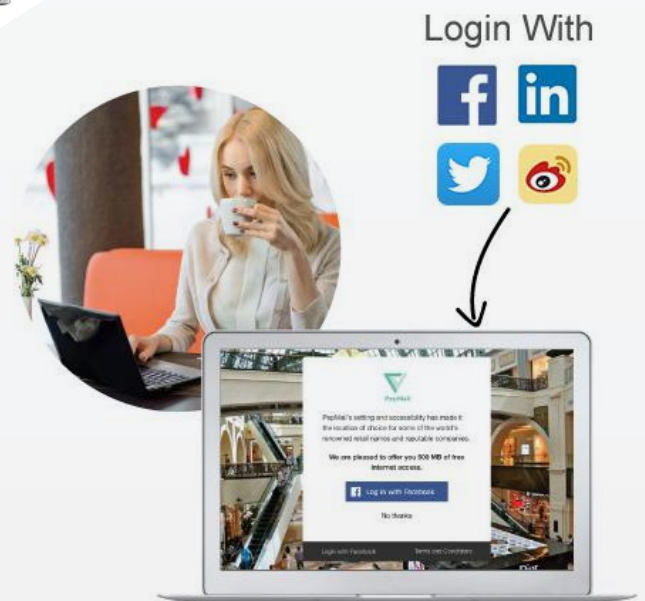 Login With
f
in
PepMall
PepMall's setting and accessibility has made it
the location of choice for some of the world's
renowned retail names and reputable companies.
We are pleased to offer you 500 MB of free
Internet access.
f Log in with Facebook
No thanks
Login with Facebook Terms and Conditions